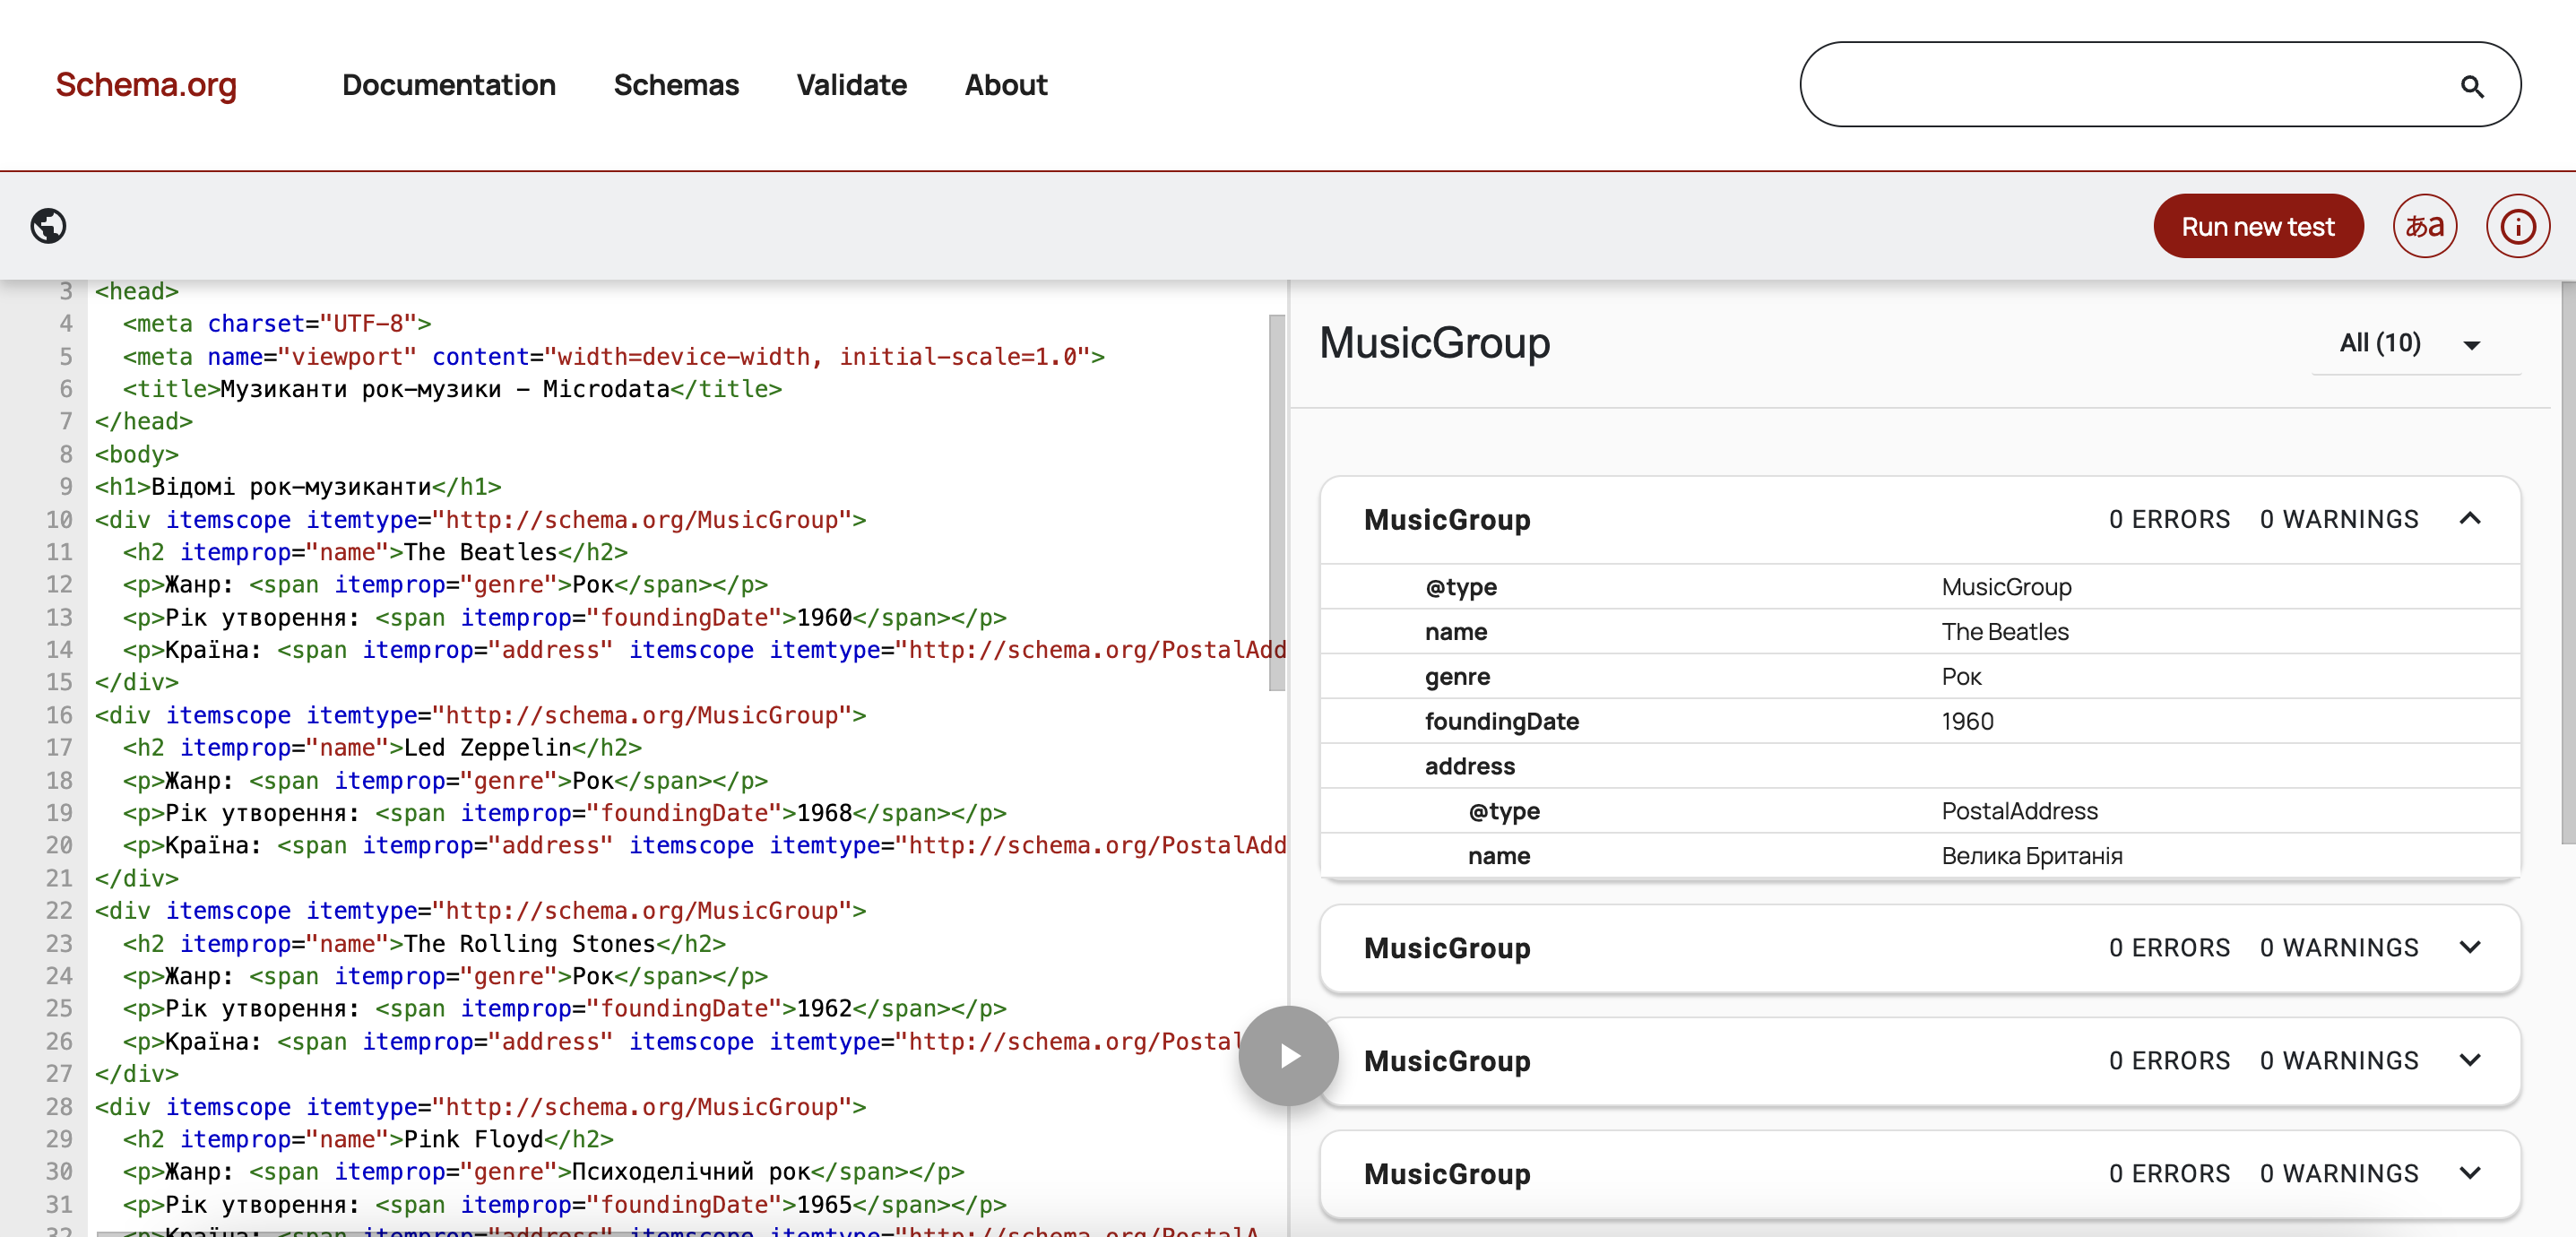 Schema.org Documentation Schemas Validate About
Run new test あa
3 <head>
4 <meta charset="UTF-8">
5 <meta name="viewport" content="width=device-width, initial-scale=1.0">
6 <title>Музиканти рок-музики - Microdata</title>
7 </head>
8 <body>
9 <h1>Відомі рок-музиканти</h1>
10 <div itemscope itemtype="http://schema.org/MusicGroup">
11 <h2 itemprop="name">The Beatles</h2>
12 <p>Жанр: <span itemprop="genre">Рок</span></p>
13 <p>Рік утворення: <span itemprop="foundingDate">1960</span></p>
14 <p>Країна: <span itemprop="address" itemscope itemtype="http://schema.org/PostalAdd
15 </div>
16 <div itemscope itemtype="http://schema.org/MusicGroup">
17 <h2 itemprop="name">Led Zeppelin</h2>
18 <p>Жанр: <span itemprop="genre">Рок</span></p>
19 <p>Рік утворення: <span itemprop="foundingDate">1968</span></p>
20 <p>Країна: <span itemprop="address" itemscope itemtype="http://schema.org/PostalAdd
21 </div>
22 <div itemscope itemtype="http://schema.org/MusicGroup">
23 <h2 itemprop="name">The Rolling Stones</h2>
24 <p>Жанр: <span itemprop="genre">Рок</span></p>
25 <p>Рік утворення: <span itemprop="foundingDate">1962</span></p>
26 <p>Країна: <span itemprop="address" itemscope itemtype="http://schema.org/Postal
27 </div>
28 <div itemscope itemtype="http://schema.org/MusicGroup">
29 <h2 itemprop="name">Pink Floyd</h2>
30 <p>Жанр: <span itemprop="genre">Психоделічний рок</span></p>
31 <p>Рік утворення: <span itemprop="foundingDate">1965</span></p>
32 <p>Країна: <span itemprop="address" itemscope itemtype="http://schema.org/PostalA
MusicGroup All (10)
MusicGroup 0 ERRORS 0 WARNINGS
@type MusicGroup
name The Beatles
genre Рок
foundingDate 1960
address
@type PostalAddress
name Велика Британія
MusicGroup 0 ERRORS 0 WARNINGS
MusicGroup 0 ERRORS 0 WARNINGS
MusicGroup 0 ERRORS 0 WARNINGS